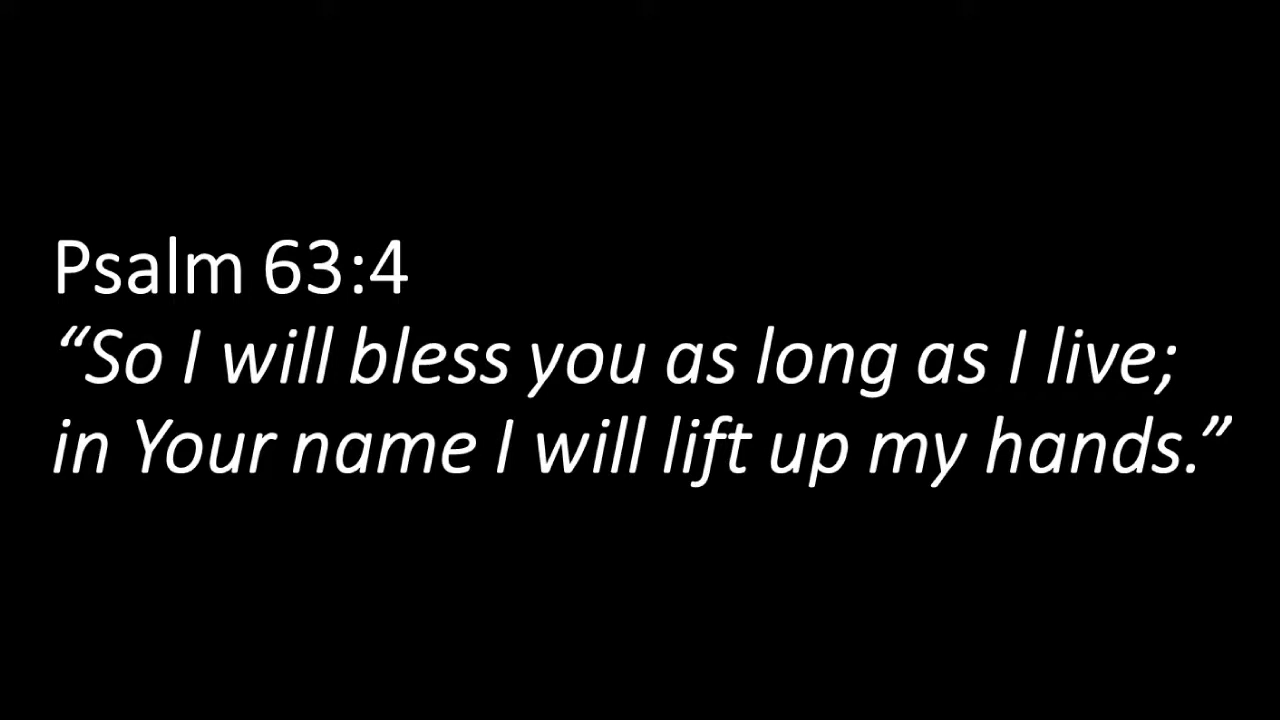 Psalm 63:4
“So I will bless you as long as I live;
in Your name I will lift up my hands.”